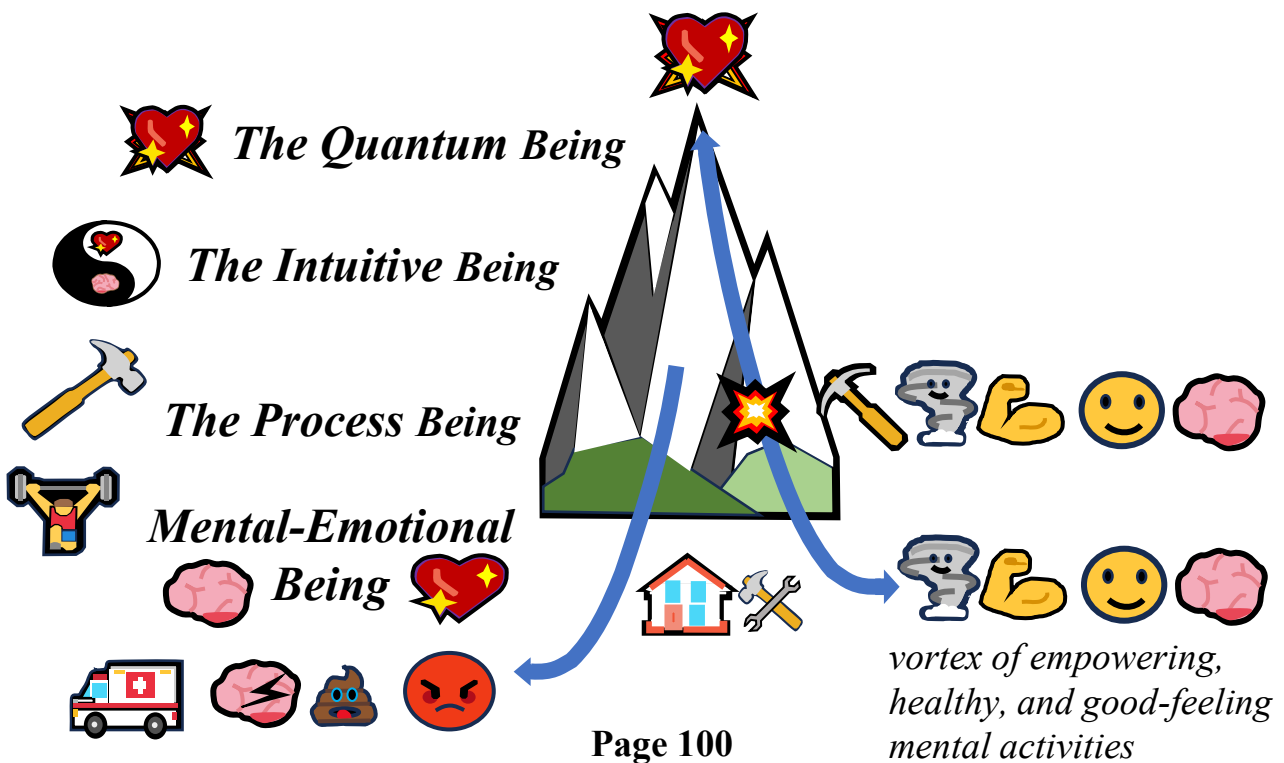 The Quantum Being
The Intuitive Being
The Process Being
Mental-Emotional
Being
vortex of empowering,
healthy, and good-feeling
mental activities
Page 100